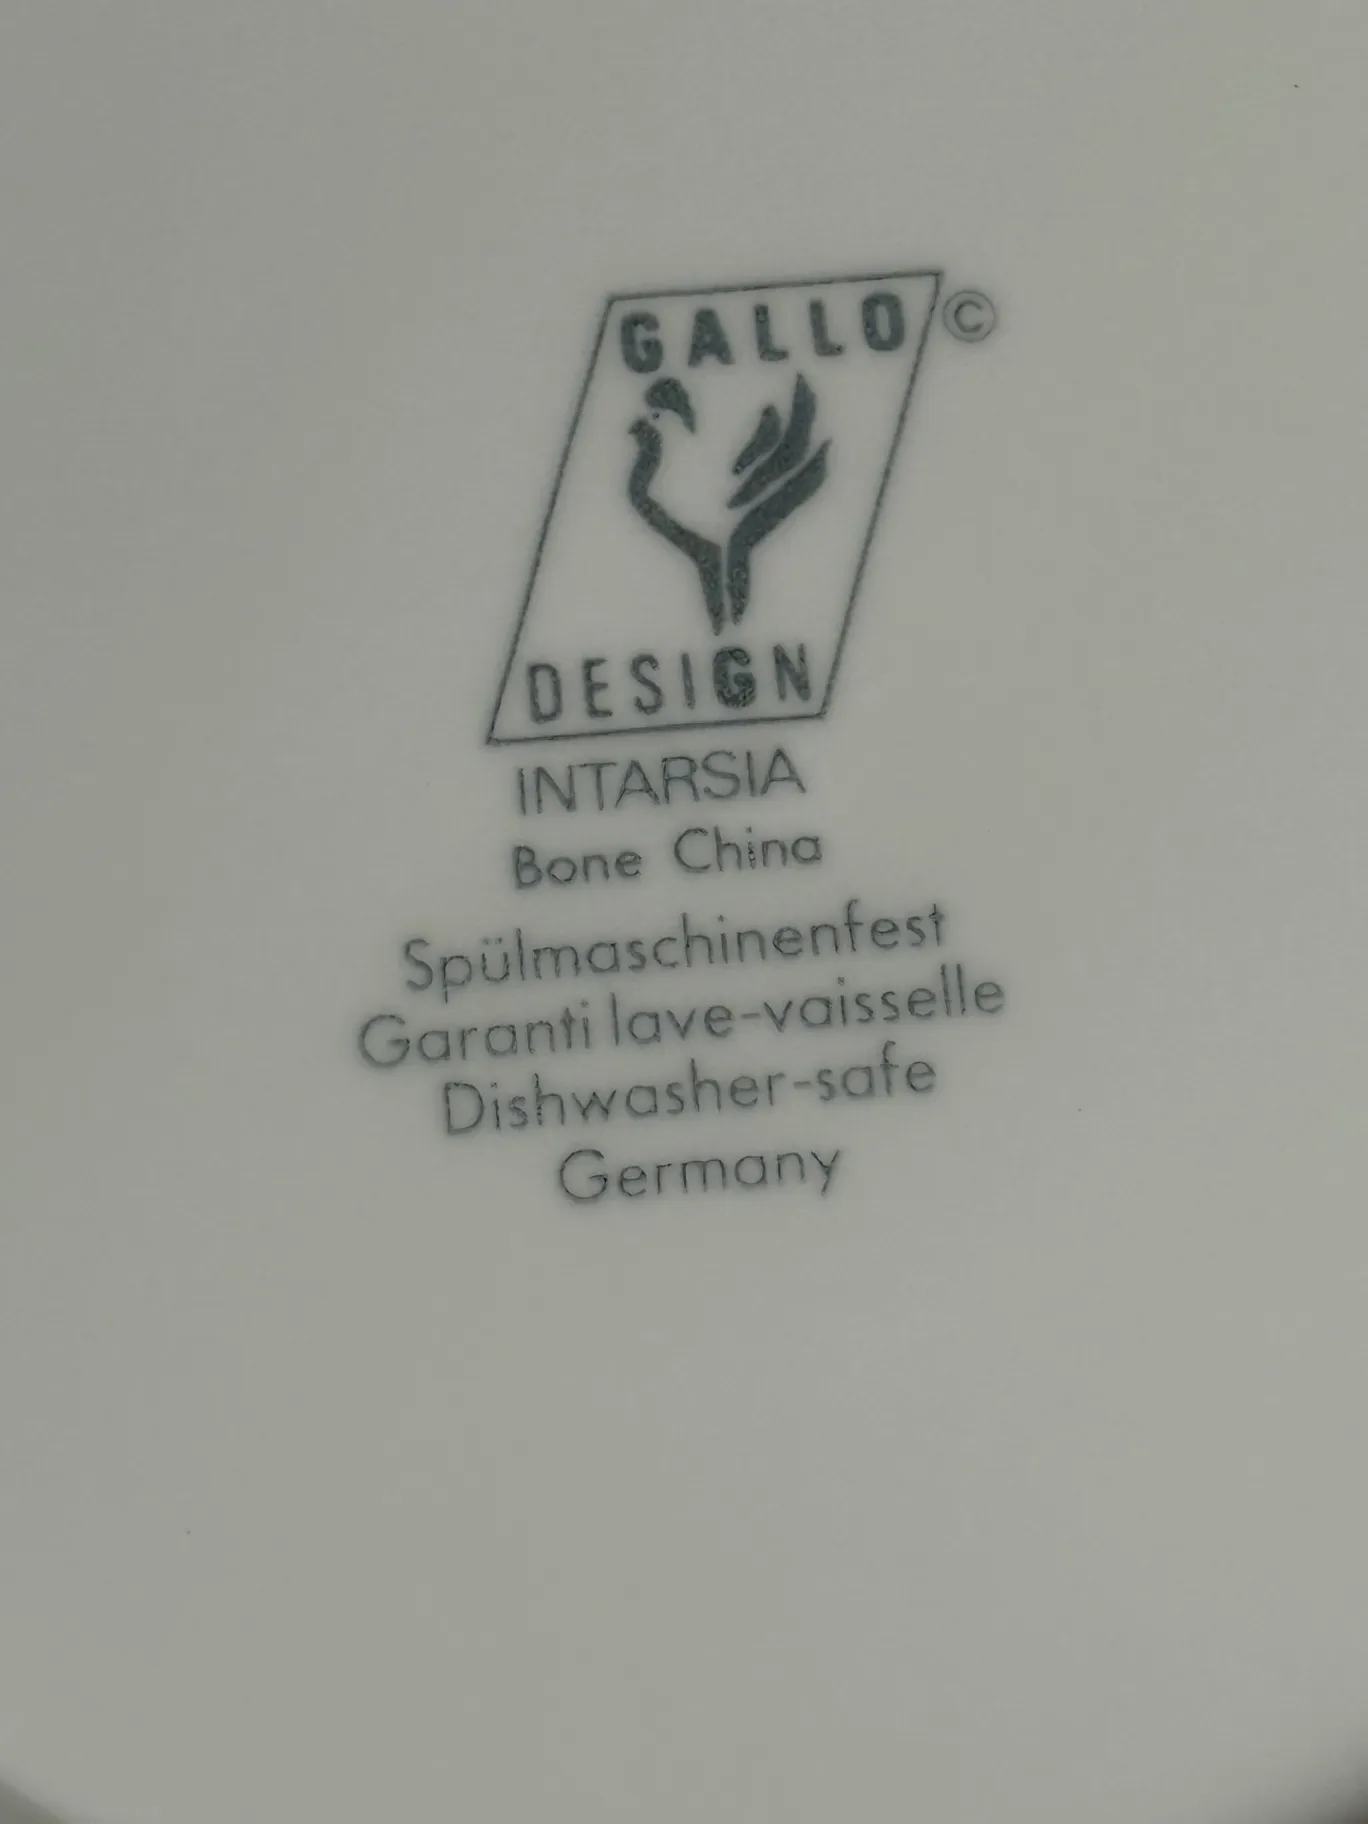 GALLO ©
DESIGN
INTARSIA
Bone China
Spülmaschinenfest
Garanti lave-vaisselle
Dishwasher-safe
Germany